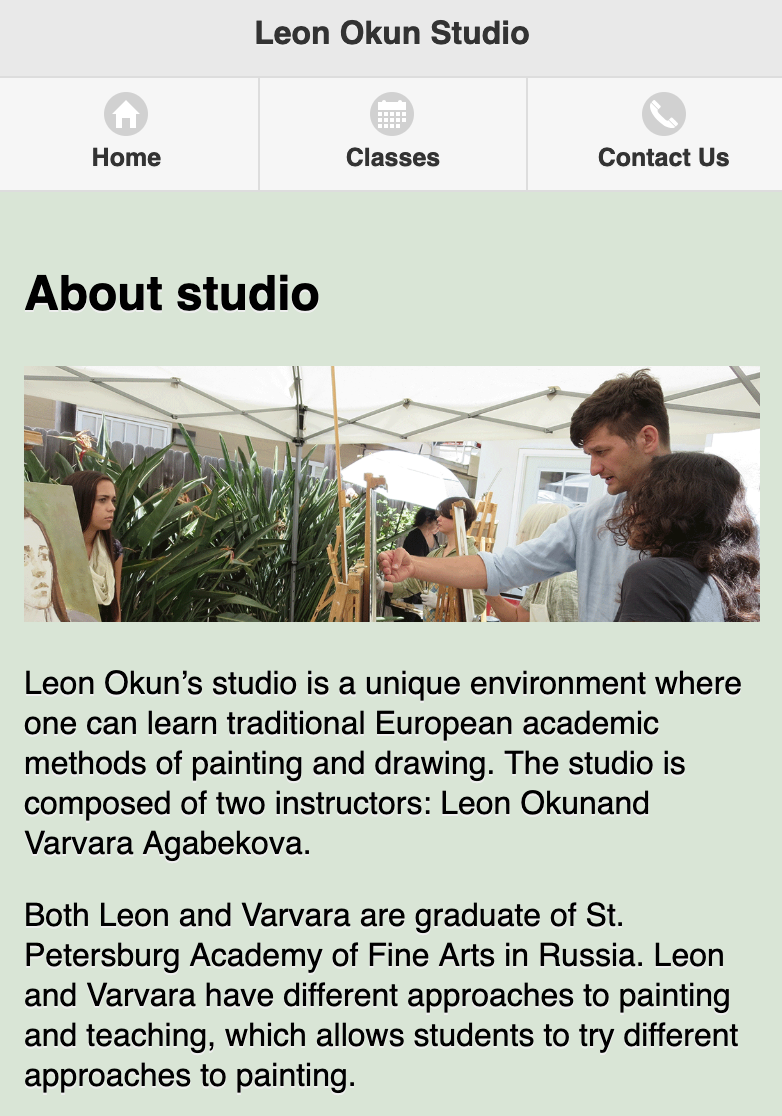 Leon Okun Studio
Home
Classes
Contact Us
About studio
Leon Okun’s studio is a unique environment where
one can learn traditional European academic
methods of painting and drawing. The studio is
composed of two instructors: Leon Okunand
Varvara Agabekova.
Both Leon and Varvara are graduate of St.
Petersburg Academy of Fine Arts in Russia. Leon
and Varvara have different approaches to painting
and teaching, which allows students to try different
approaches to painting.